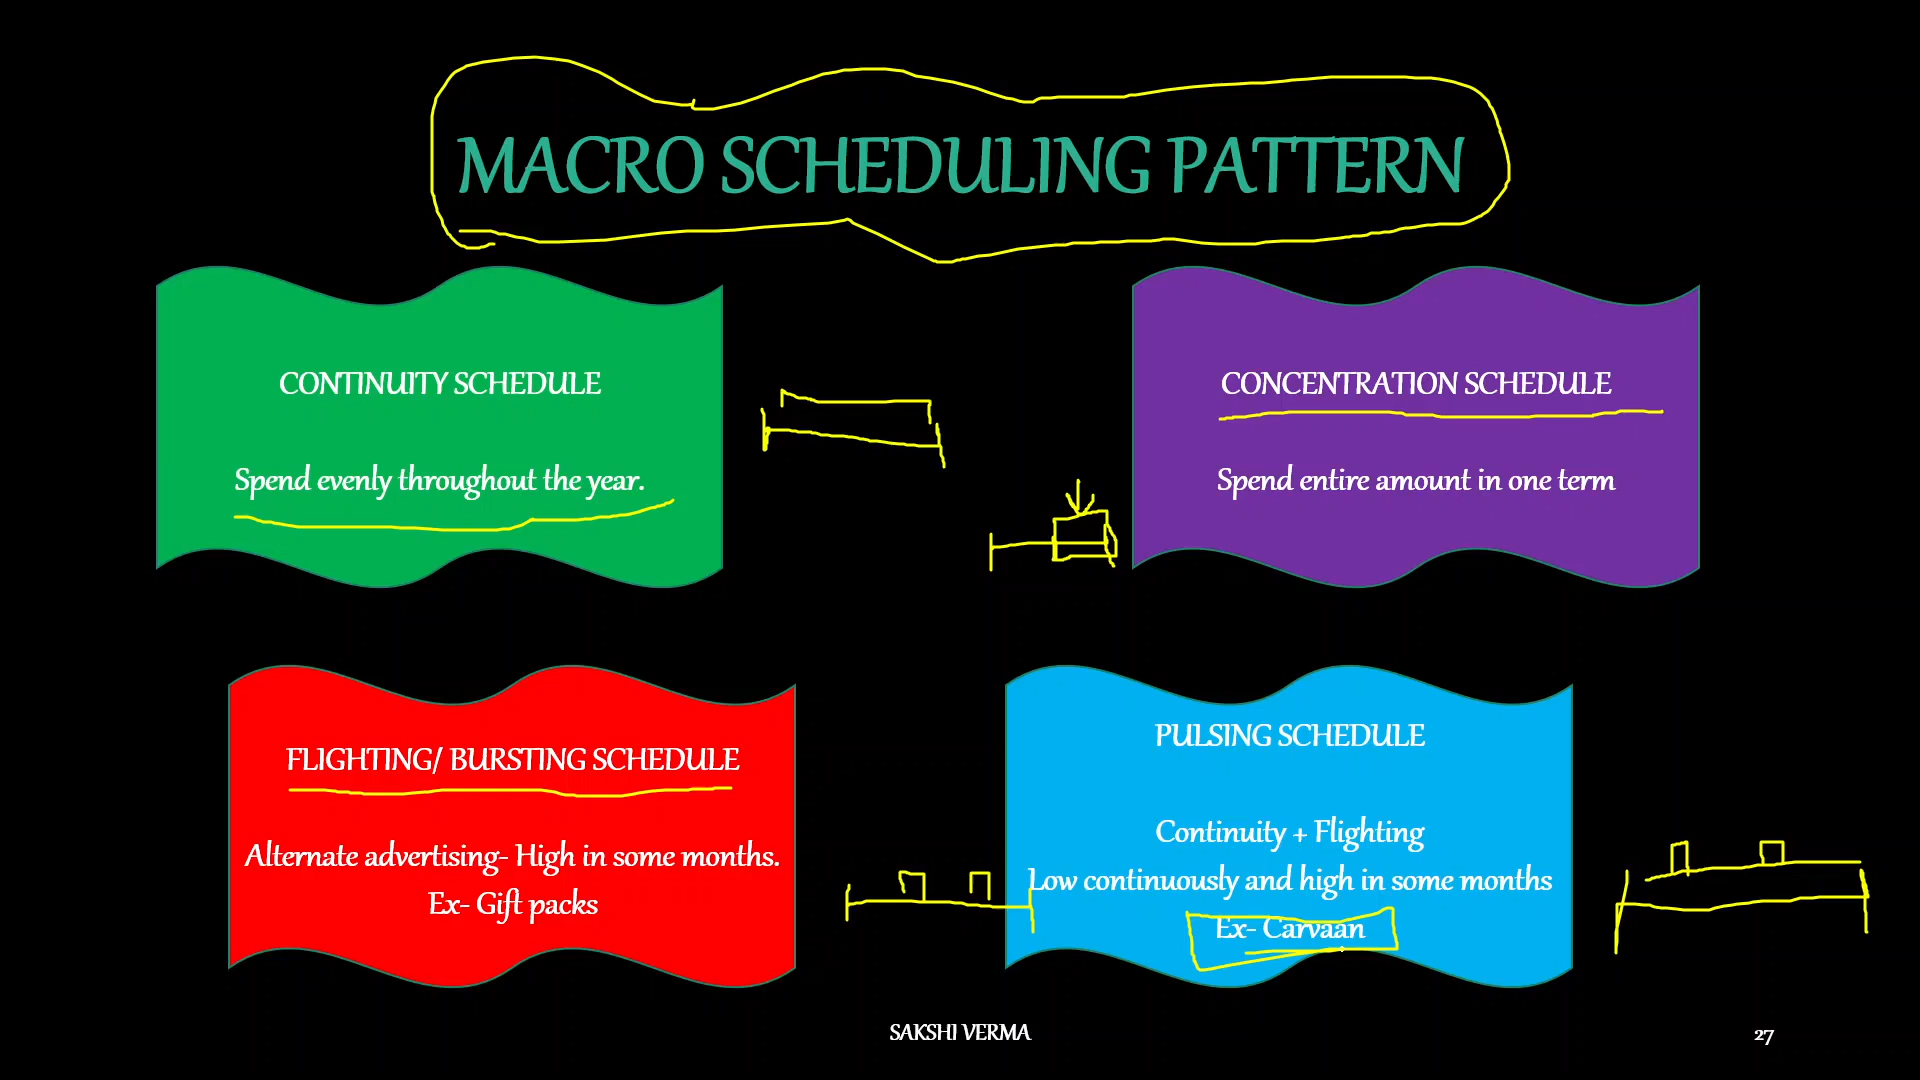 MACRO SCHEDULING PATTERN
CONTINUITY SCHEDULE
Spend evenly throughout the year.
CONCENTRATION SCHEDULE
Spend entire amount in one term
FLIGHTING/ BURSTING SCHEDULE
Alternate advertising- High in some months.
Ex- Gift packs
PULSING SCHEDULE
Continuity + Flighting
Low continuously and high in some months
Ex- Carvaan
SAKSHI VERMA
27